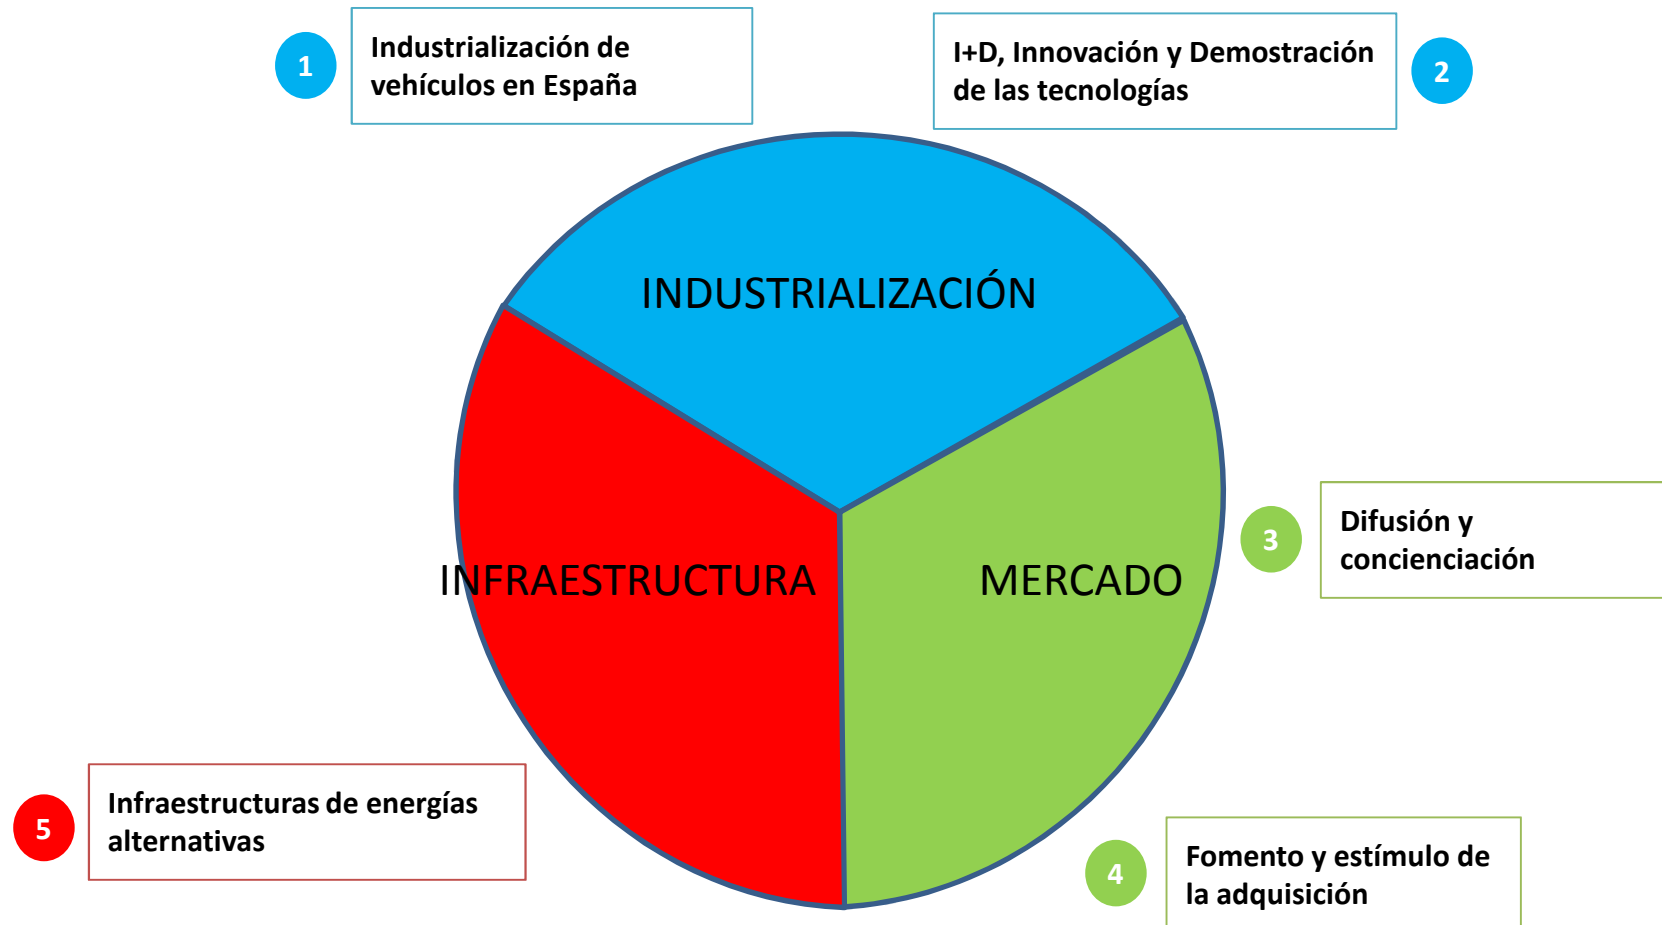 1
Industrialización de
vehículos en España
I+D, Innovación y Demostración
de las tecnologías
2
INDUSTRIALIZACIÓN
INFRAESTRUCTURA
MERCADO
3
Difusión y
concienciación
5
Infraestructuras de energías
alternativas
4
Fomento y estímulo de
la adquisición